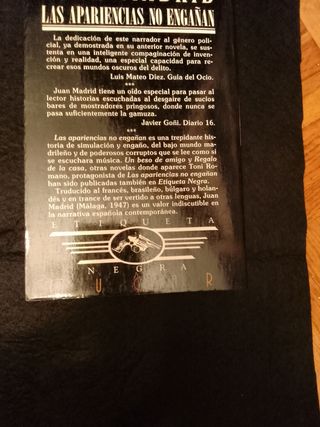 LAS APARIENCIAS NO ENGAÑAN
La dedicación de este narrador al género poli-
cial, ya demostrada en su anterior novela, se sus-
tenta en una inteligente compaginación de inven-
ción y realidad, una especial capacidad para re-
crear esos mundos oscuros del delito.
Luis Mateo Díez. Guía del Ocio.
***
Juan Madrid tiene un oído especial para pasar al
lector historias escuchadas al desgaire de sucios
bares de mostradores pringosos, donde nunca se
pasa suficientemente la gamuza.
Javier Goñi. Diario 16.
***
Las apariencias no engañan es una trepidante his-
toria de simulación y engaño, del bajo mundo ma-
drileño y de poderosos corruptos que se lee como si
se escuchara música. Un beso de amigo y Regalo
de la casa, otras novelas donde aparece Toni Ro-
mano, protagonista de Las apariencias no engañan
han sido publicadas también en Etiqueta Negra.
Traducido al francés, brasileño, búlgaro y holan-
dés y en trance de ser vertido a otras lenguas, Juan
Madrid (Málaga, 1947) es un valor indiscutible en
la narrativa española contemporánea.
ETIQUETA
NEGRA